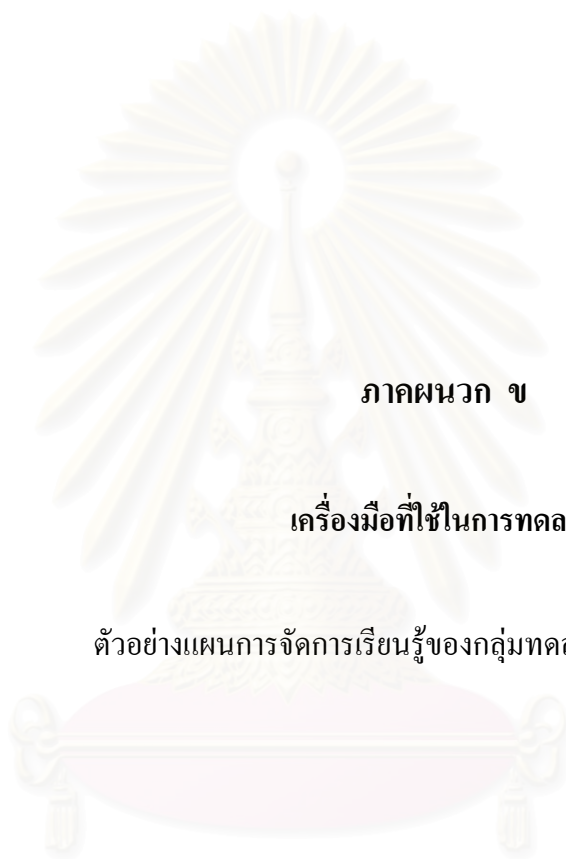 ภาคผนวก ข
เครื่องมือที่ใช้ในการทดล
ตัวอย่างแผนการจัดการเรียนรู้ของกลุ่มทดล